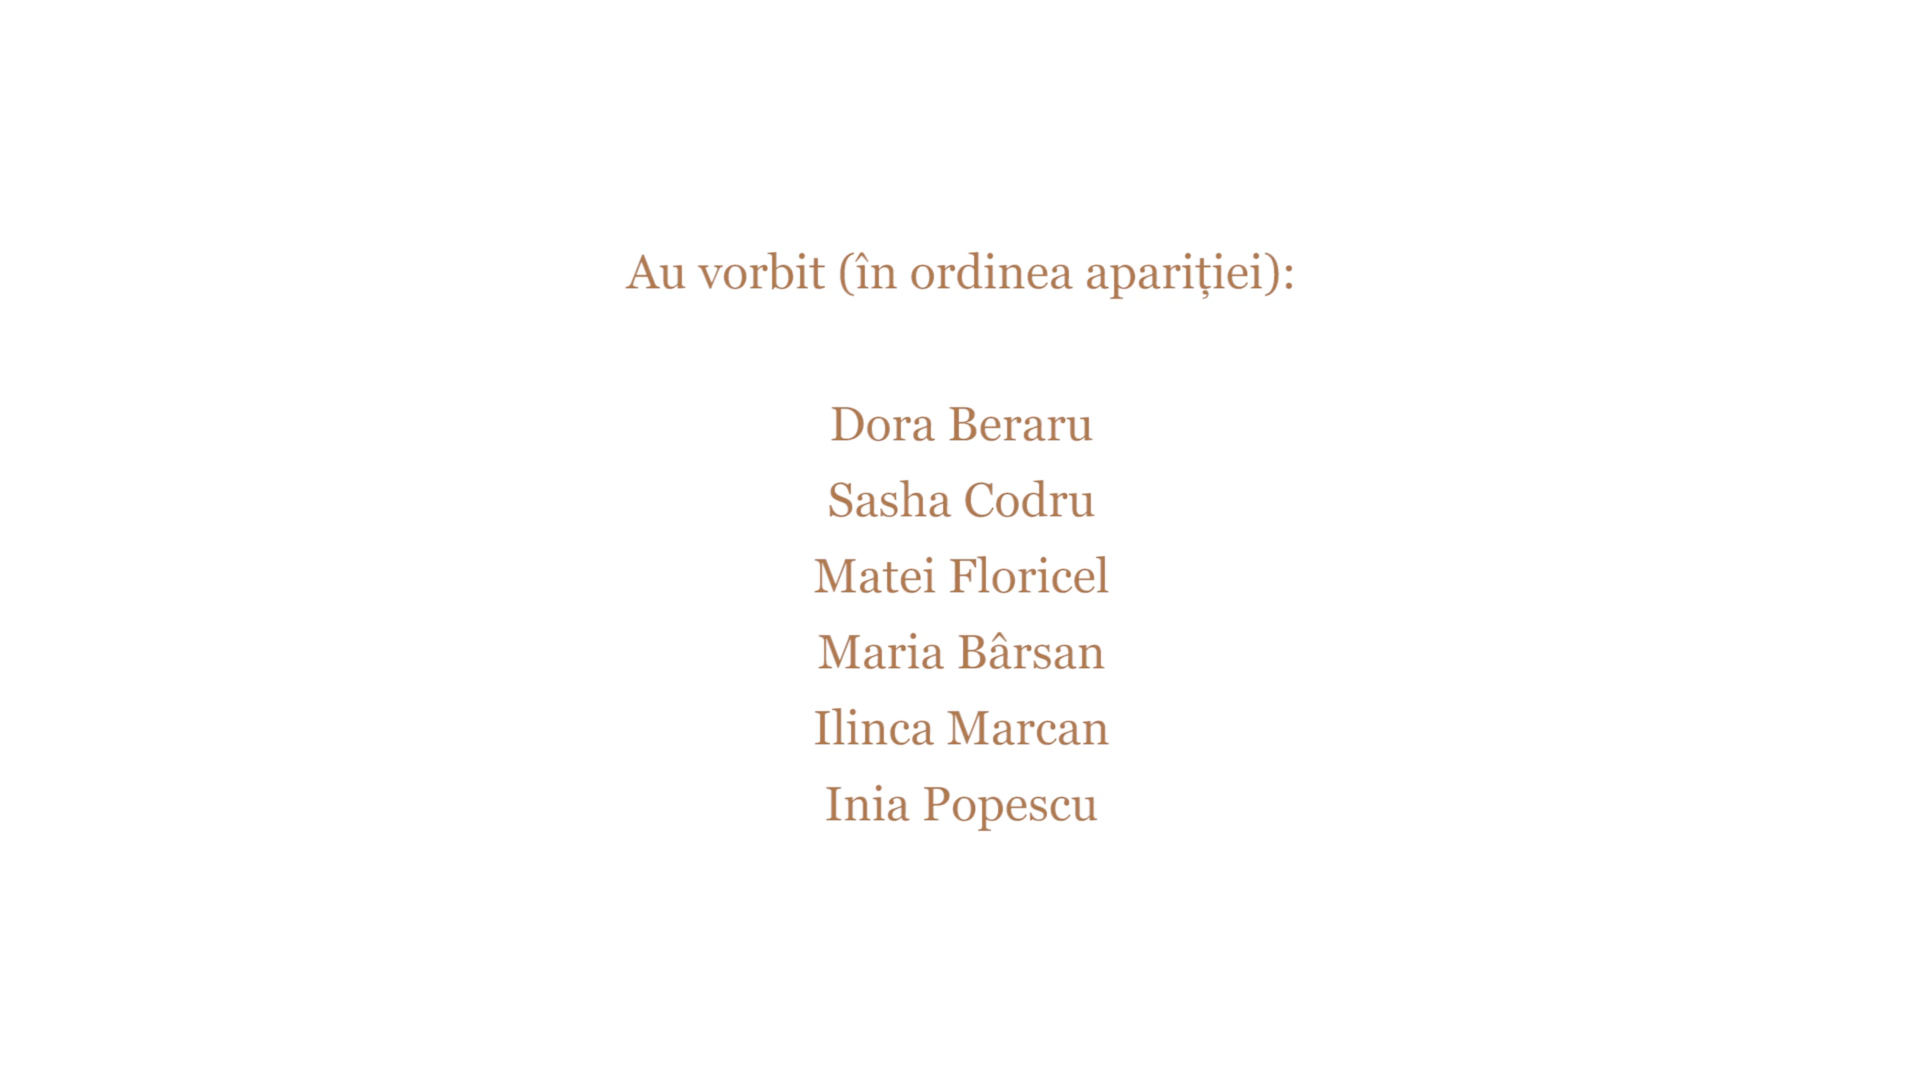 Au vorbit (în ordinea apariției):
Dora Beraru
Sasha Codru
Matei Floricel
Maria Bârsan
Ilinca Marcan
Inia Popescu